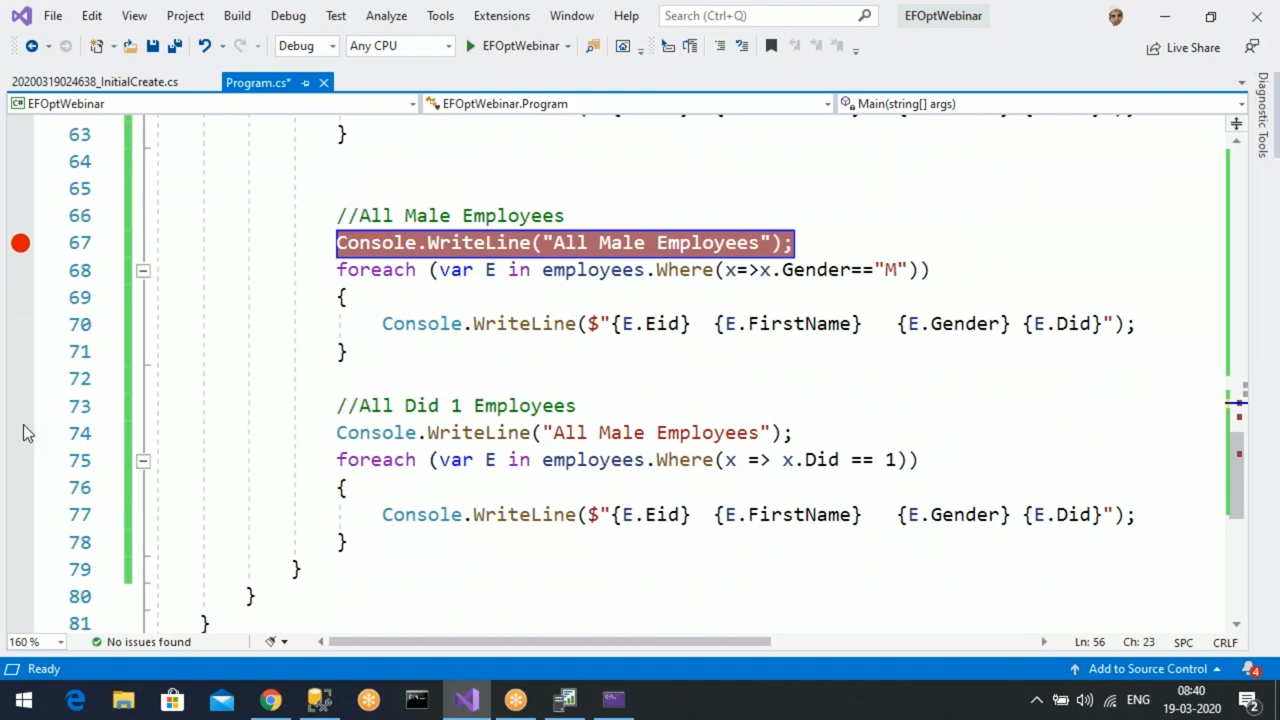 File Edit View Project Build Debug Test Analyze Tools Extensions Window Help Search (Ctrl+Q) EFOptWebinar
Debug Any CPU EFOptWebinar Live Share
20200319024638_InitialCreate.cs Program.cs*
C# EFOptWebinar EFOptWebinar.Program Main(string[] args)
Diagnostic Tools
63 }
64
65
66 //All Male Employees
67 Console.WriteLine("All Male Employees");
68 foreach (var E in employees.Where(x=>x.Gender=="M"))
69 {
70 Console.WriteLine($"{E.Eid} {E.FirstName} {E.Gender} {E.Did}");
71 }
72
73 //All Did 1 Employees
74 Console.WriteLine("All Male Employees");
75 foreach (var E in employees.Where(x => x.Did == 1))
76 {
77 Console.WriteLine($"{E.Eid} {E.FirstName} {E.Gender} {E.Did}");
78 }
79 }
80 }
81 }
160 % No issues found Ln: 56 Ch: 23 SPC CRLF
Ready Add to Source Control 4
ENG 08:40
19-03-2020 2